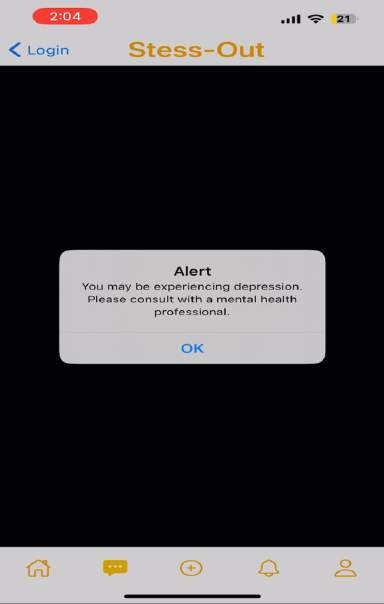 2:04
21
Login
Stess-Out
Alert
You may be experiencing depression.
Please consult with a mental health
professional.
OK